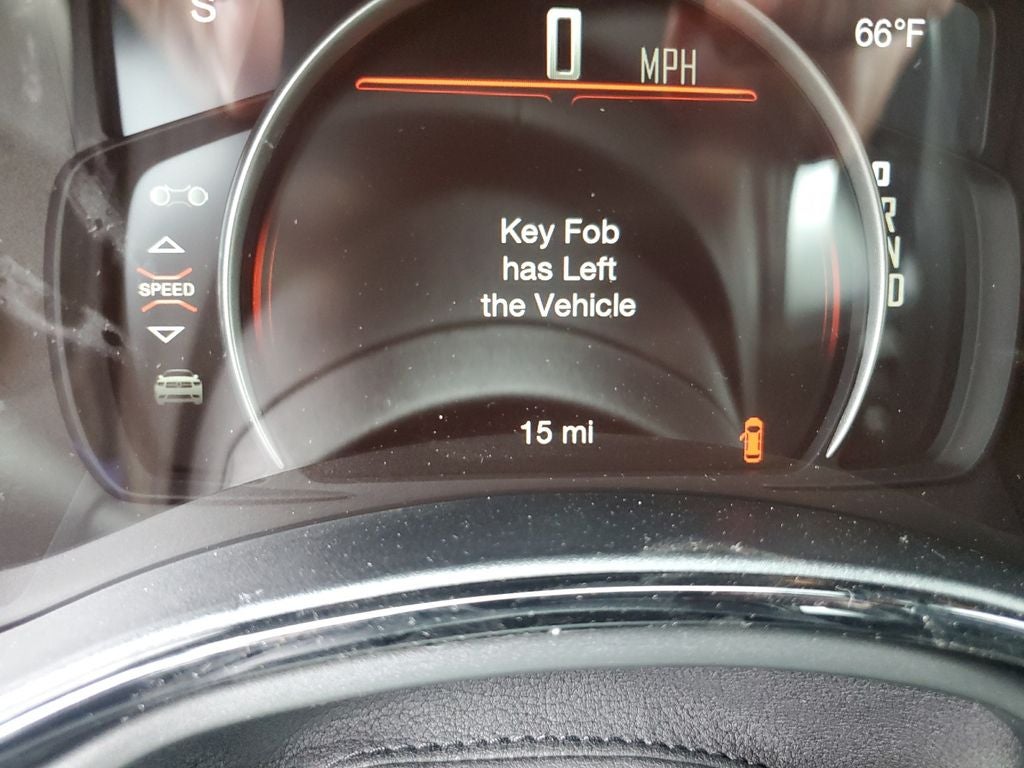 S
66°F
0 MPH
SPEED
Key Fob
has Left
the Vehicle
P
R
N
D
15 mi